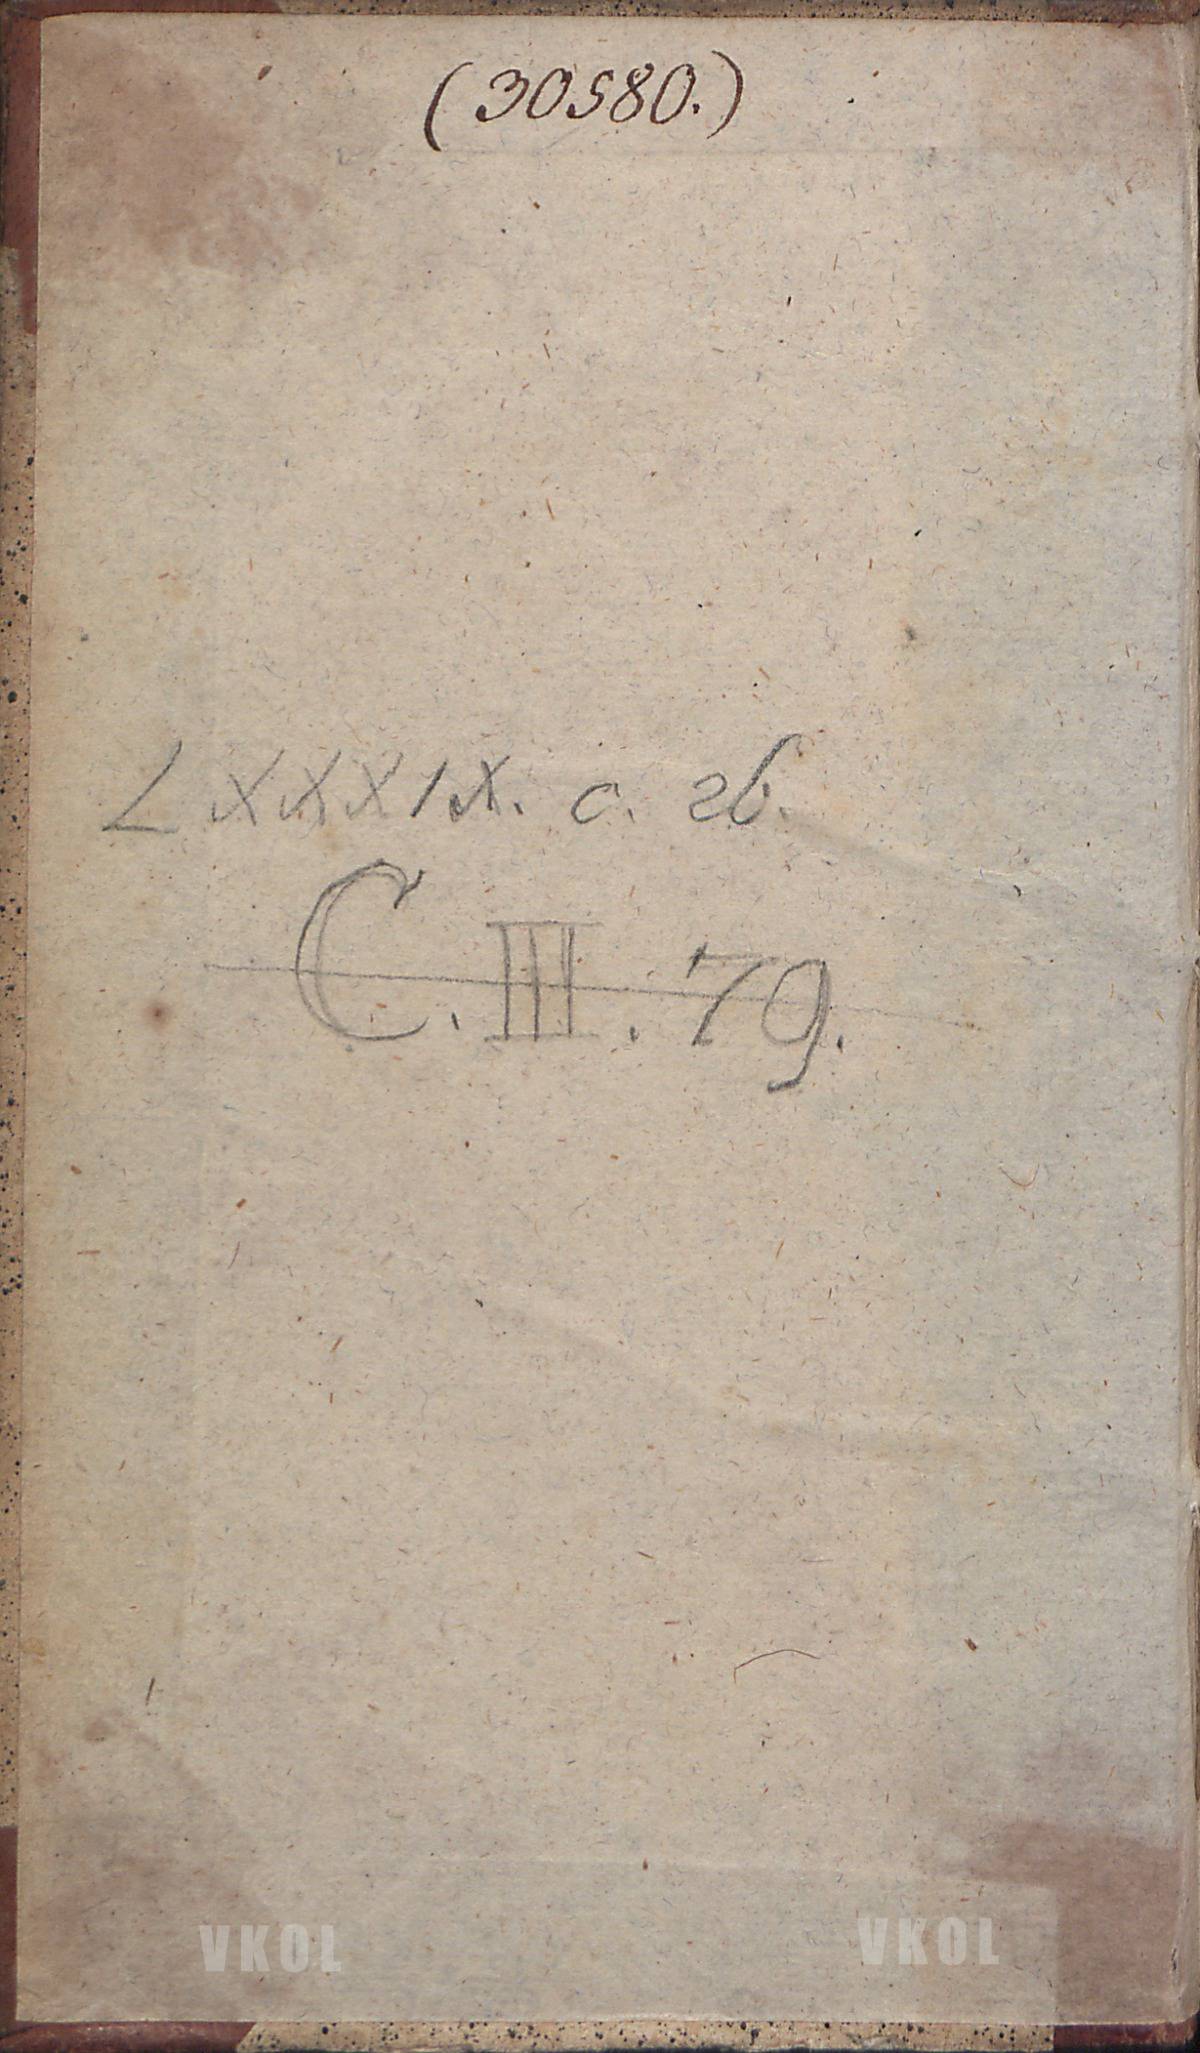 (30580.)
LXXXIX. c. 26.
C. III. 79.
VKOL VKOL